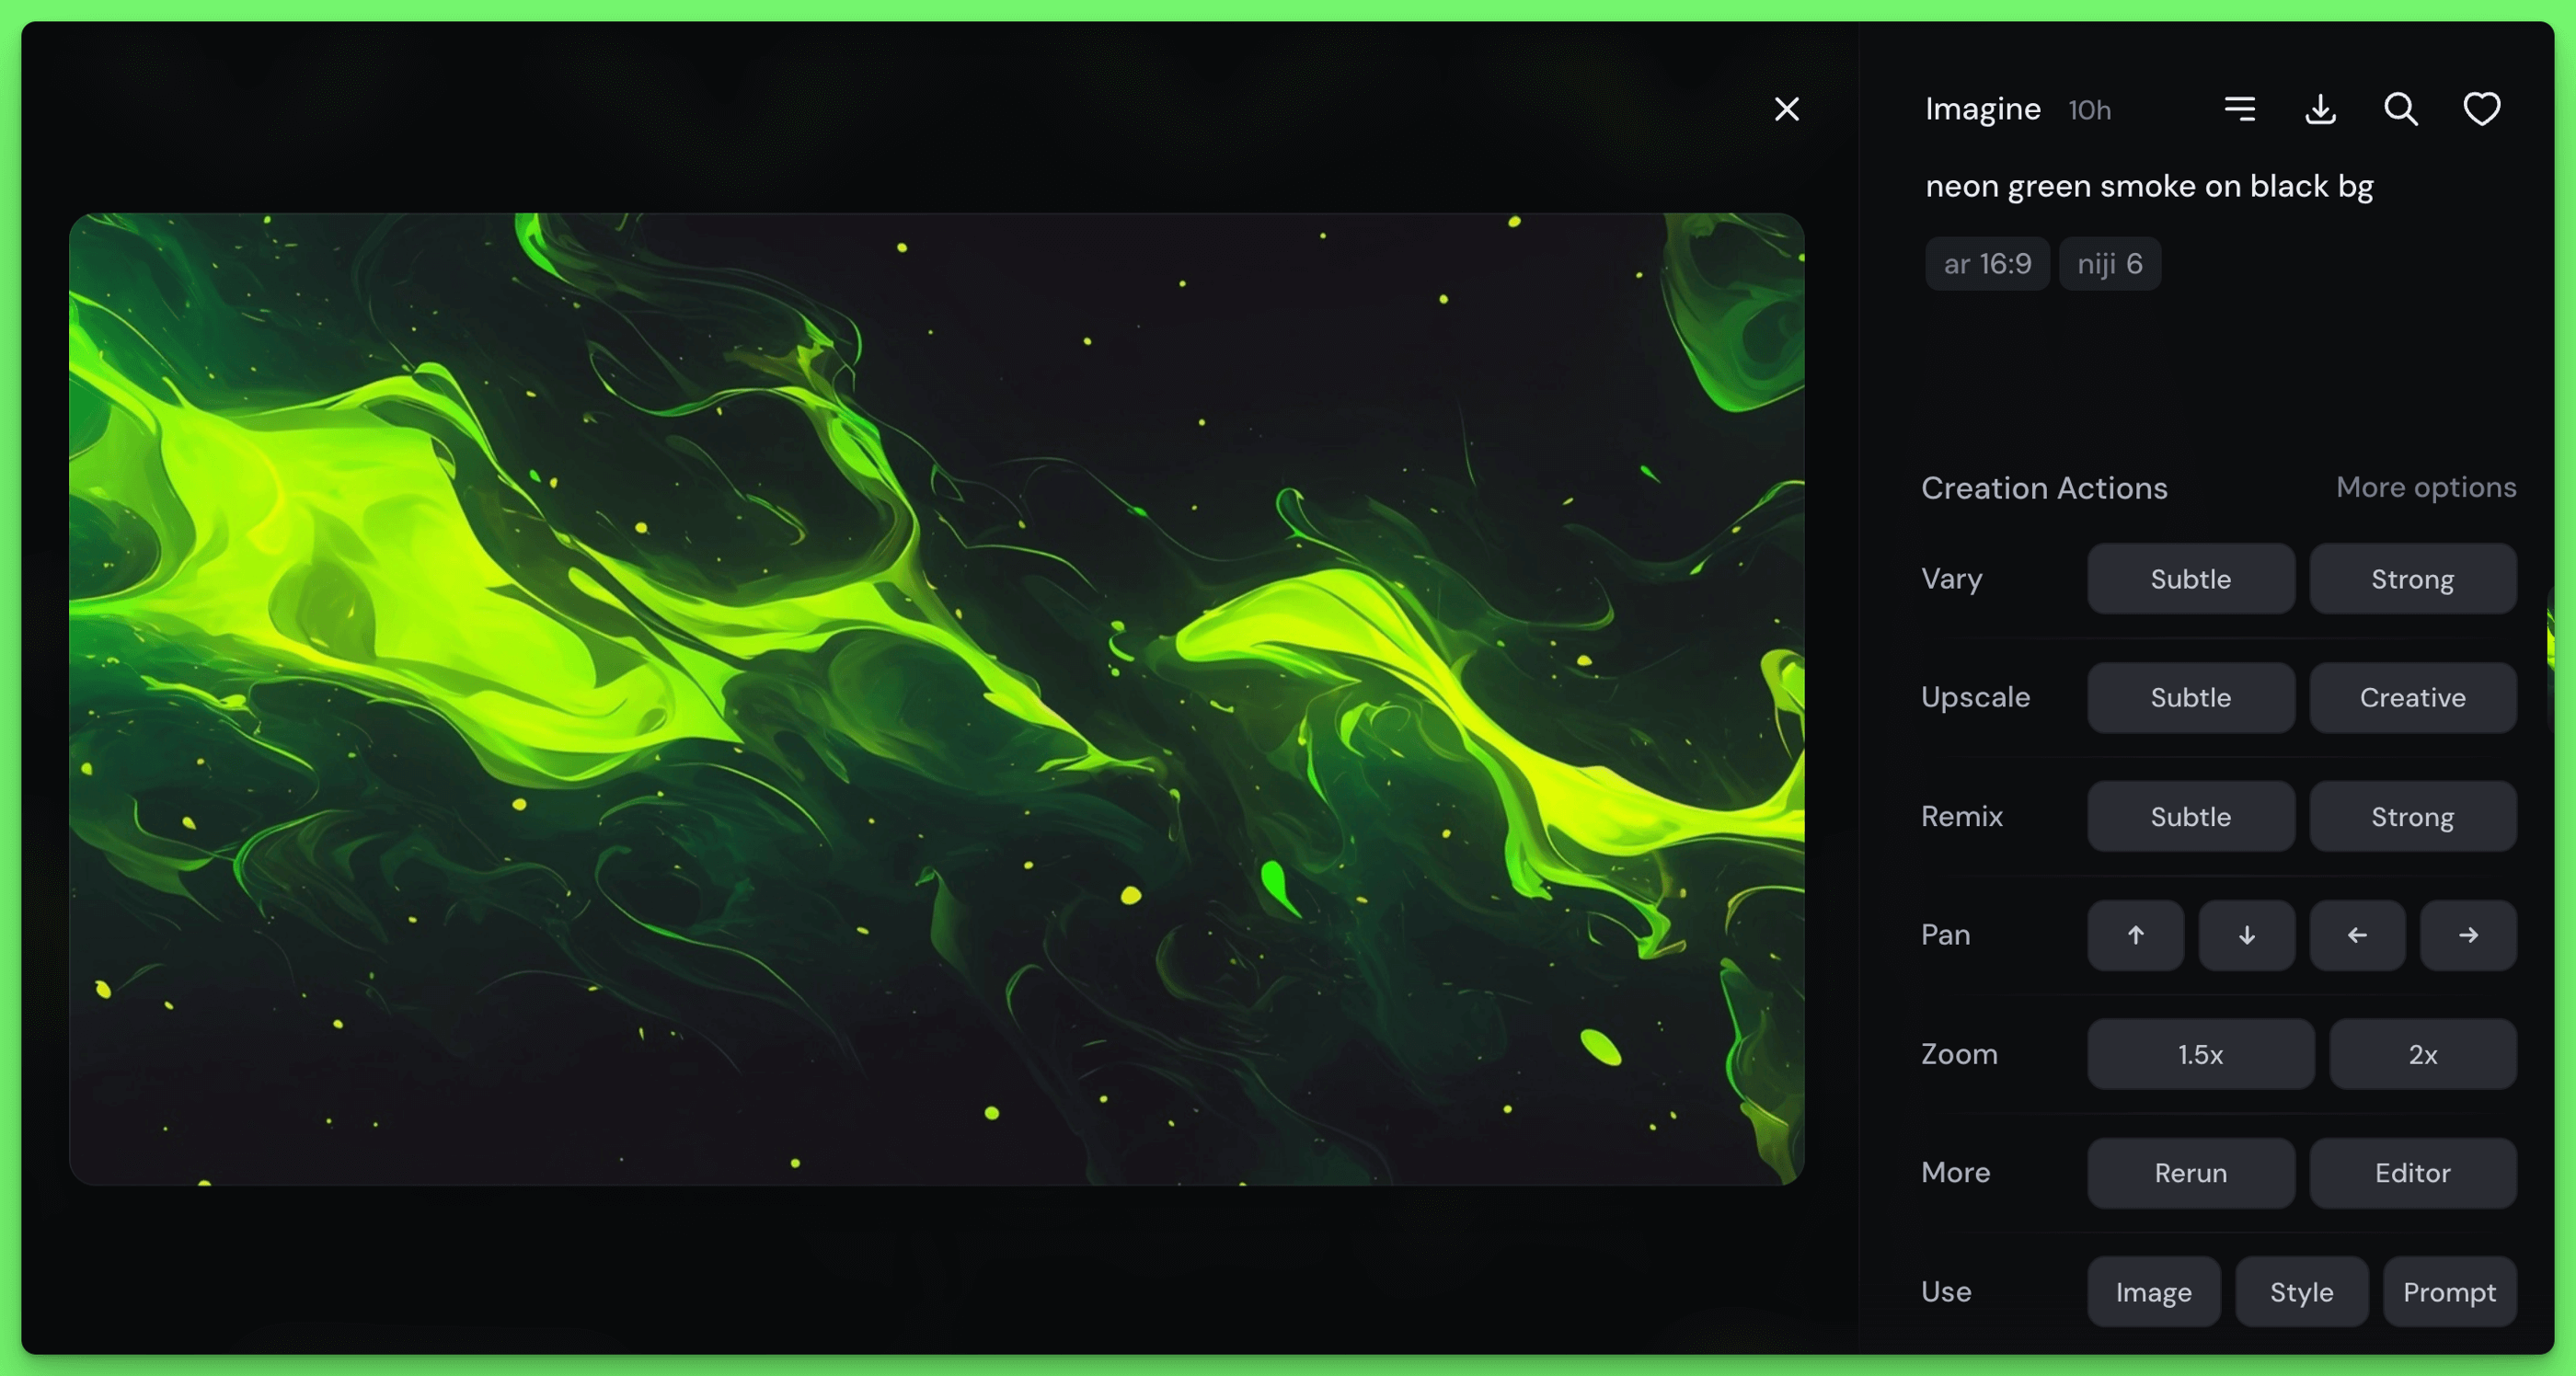 Imagine 10h
neon green smoke on black bg
ar 16:9 niji 6
Creation Actions More options
Vary Subtle Strong
Upscale Subtle Creative
Remix Subtle Strong
Pan
Zoom 1.5x 2x
More Rerun Editor
Use Image Style Prompt